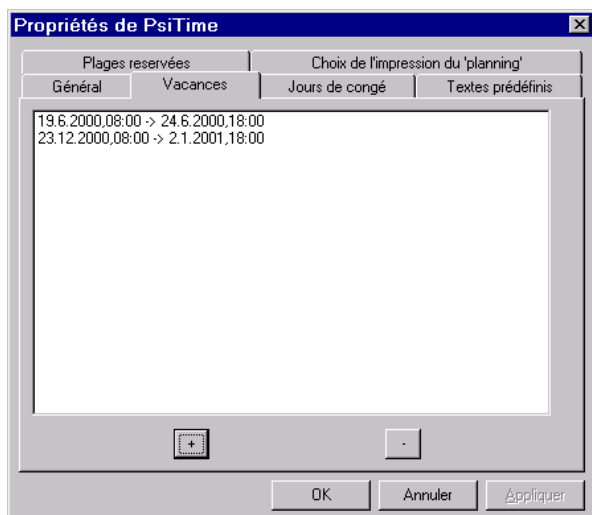 Propriétés de PsiTime
Plages reservées
Choix de l'impression du 'planning'
Général
Vacances
Jours de congé
Textes prédéfinis
19.6.2000,08:00 -> 24.6.2000,18:00
23.12.2000,08:00 -> 2.1.2001,18:00
+
-
OK
Annuler
Appliquer